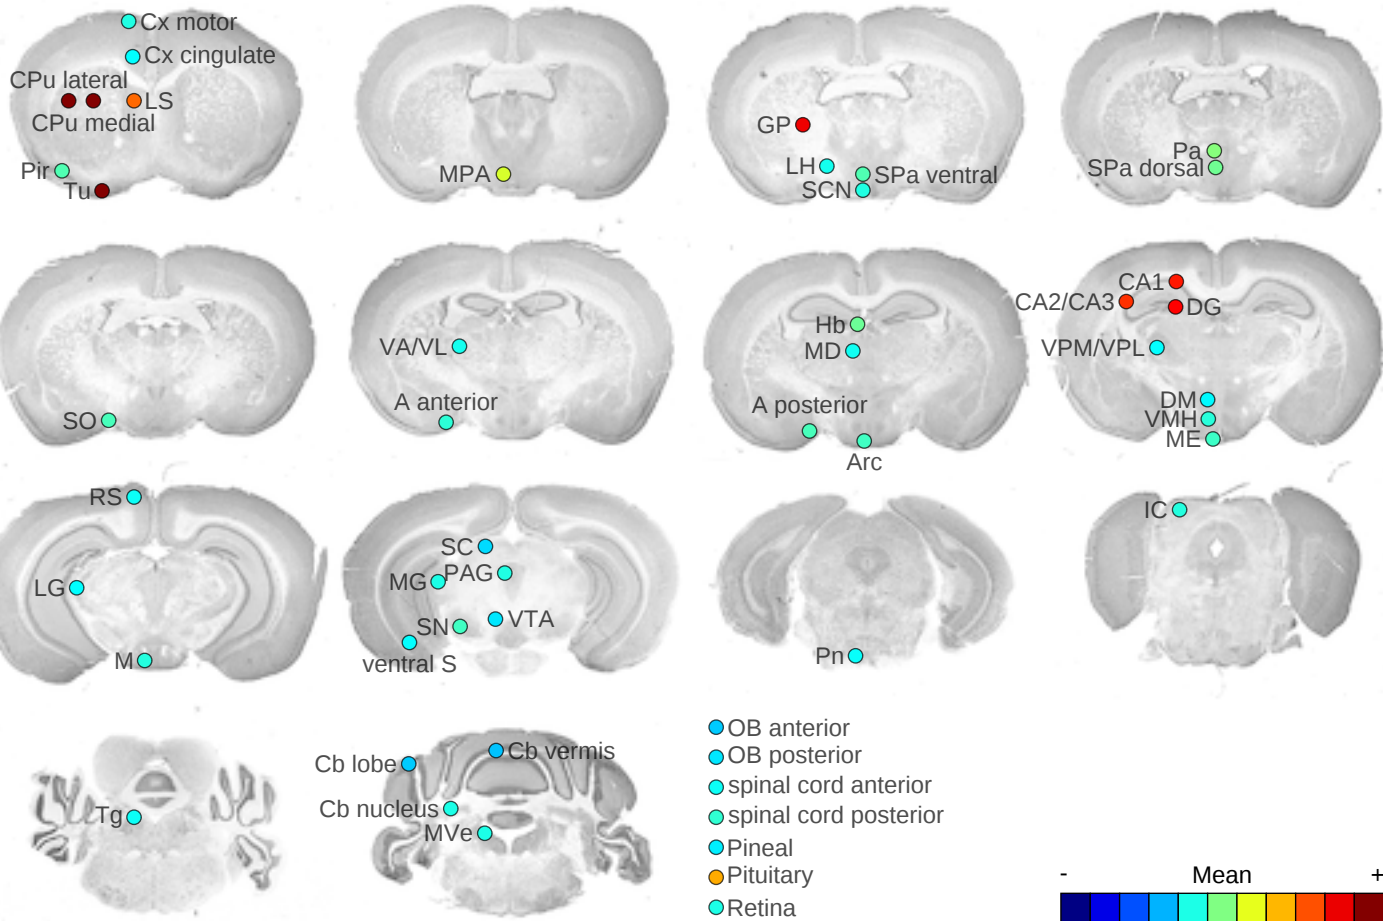 Cx motor
Cx cingulate
CPu lateral
LS
CPu medial
Pir
Tu
MPA
GP
LH
SPa ventral
SCN
Pa
SPa dorsal
SO
VA/VL
A anterior
Hb
MD
A posterior
Arc
CA1
CA2/CA3
DG
VPM/VPL
DM
VMH
ME
RS
LG
M
SC
PAG
MG
SN
VTA
ventral S
Pn
IC
Tg
Cb lobe
Cb vermis
Cb nucleus
MVe
OB anterior
OB posterior
spinal cord anterior
spinal cord posterior
Pineal
Pituitary
Retina
- Mean +